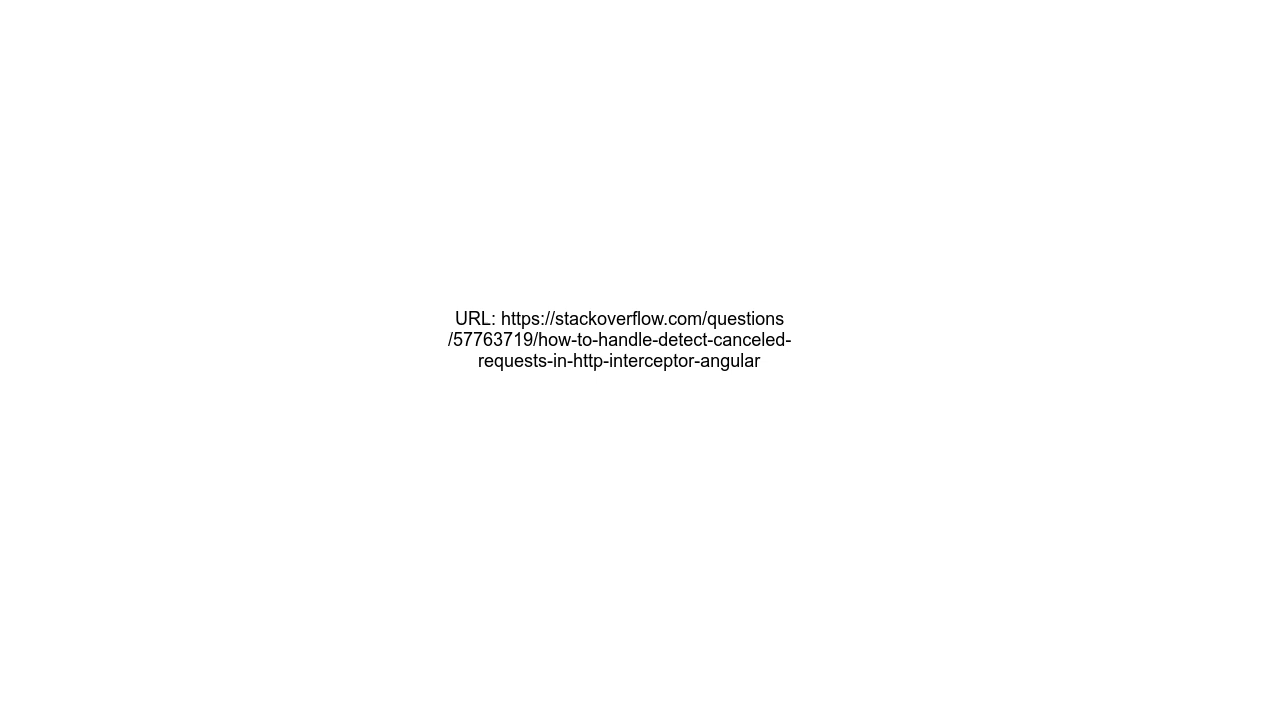 URL: https://stackoverflow.com/questions
/57763719/how-to-handle-detect-canceled-
requests-in-http-interceptor-angular